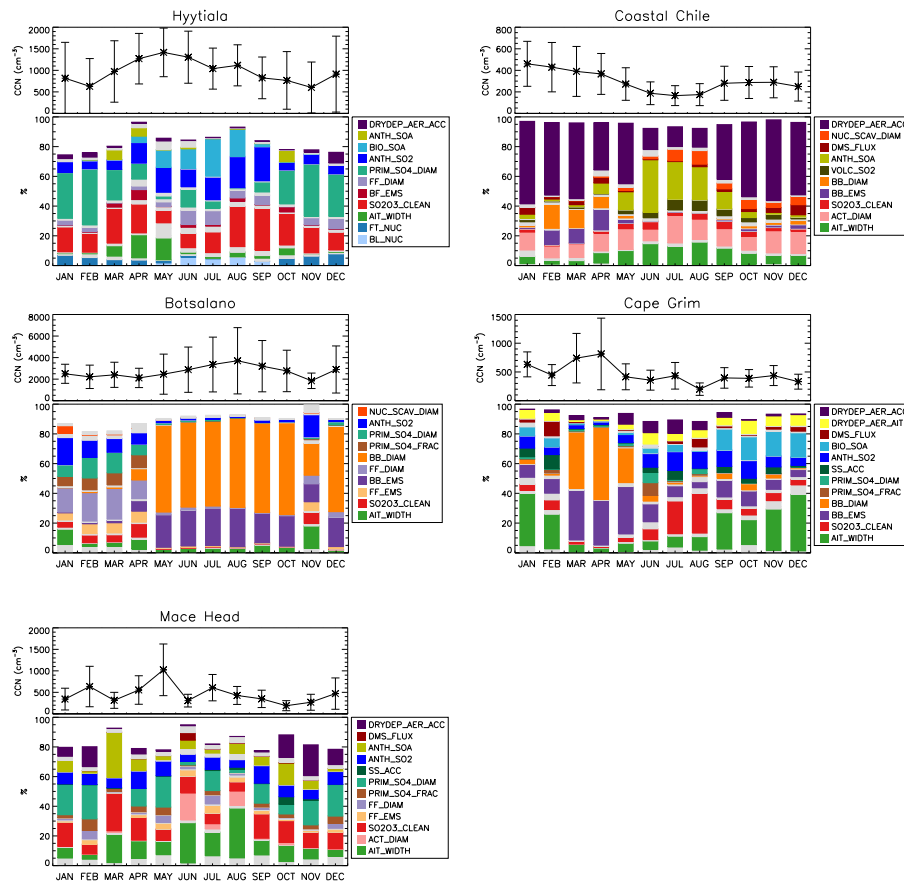 Hyytiala
CCN (cm⁻³)
2000
1500
1000
500
0
%
100
80
60
40
20
0
JAN FEB MAR APR MAY JUN JUL AUG SEP OCT NOV DEC
DRYDEP_AER_ACC
ANTH_SOA
BIO_SOA
ANTH_SO2
PRIM_SO4_DIAM
FF_DIAM
BF_EMS
SO2O3_CLEAN
AIT_WIDTH
FT_NUC
BL_NUC
Coastal Chile
CCN (cm⁻³)
800
600
400
200
0
%
100
80
60
40
20
0
JAN FEB MAR APR MAY JUN JUL AUG SEP OCT NOV DEC
DRYDEP_AER_ACC
NUC_SCAV_DIAM
DMS_FLUX
ANTH_SOA
VOLC_SO2
BB_DIAM
BB_EMS
SO2O3_CLEAN
ACT_DIAM
AIT_WIDTH
Botsalano
CCN (cm⁻³)
8000
6000
4000
2000
0
%
100
80
60
40
20
0
JAN FEB MAR APR MAY JUN JUL AUG SEP OCT NOV DEC
NUC_SCAV_DIAM
ANTH_SO2
PRIM_SO4_DIAM
PRIM_SO4_FRAC
BB_DIAM
FF_DIAM
BB_EMS
FF_EMS
SO2O3_CLEAN
AIT_WIDTH
Cape Grim
CCN (cm⁻³)
1500
1000
500
0
%
100
80
60
40
20
0
JAN FEB MAR APR MAY JUN JUL AUG SEP OCT NOV DEC
DRYDEP_AER_ACC
DRYDEP_AER_AIT
DMS_FLUX
BIO_SOA
ANTH_SO2
SS_ACC
PRIM_SO4_DIAM
PRIM_SO4_FRAC
BB_DIAM
BB_EMS
SO2O3_CLEAN
AIT_WIDTH
Mace Head
CCN (cm⁻³)
2000
1500
1000
500
0
%
100
80
60
40
20
0
JAN FEB MAR APR MAY JUN JUL AUG SEP OCT NOV DEC
DRYDEP_AER_ACC
DMS_FLUX
ANTH_SOA
ANTH_SO2
SS_ACC
PRIM_SO4_DIAM
PRIM_SO4_FRAC
FF_DIAM
FF_EMS
SO2O3_CLEAN
ACT_DIAM
AIT_WIDTH